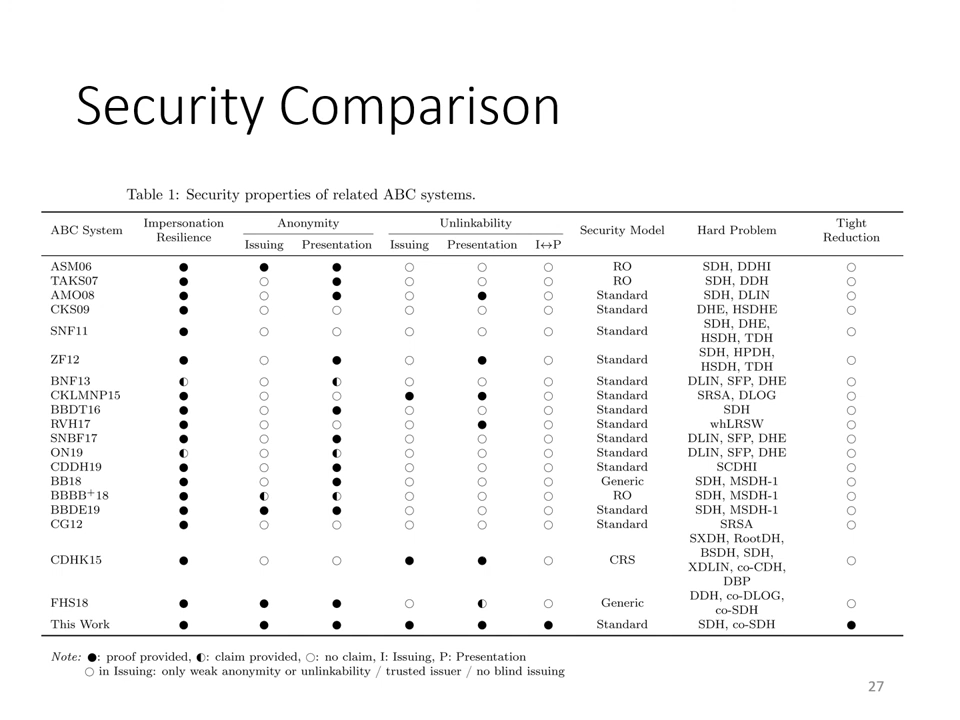 Security Comparison
Table 1: Security properties of related ABC systems.
ABC System Impersonation Resilience Anonymity Unlinkability Security Model Hard Problem Tight Reduction
Issuing Presentation Issuing Presentation I↔P
ASM06 ● ● ● ○ ○ ○ RO SDH, DDHI ○
TAKS07 ● ○ ● ○ ○ ○ RO SDH, DDH ○
AMO08 ● ○ ● ○ ● ○ Standard SDH, DLIN ○
CKS09 ● ○ ○ ○ ○ ○ Standard DHE, HSDHE ○
SNF11 ● ○ ○ ○ ○ ○ Standard SDH, DHE, HSDH, TDH ○
ZF12 ● ○ ● ○ ● ○ Standard SDH, HPDH, HSDH, TDH ○
BNF13 ◐ ○ ◐ ○ ○ ○ Standard DLIN, SFP, DHE ○
CKLMNP15 ● ○ ○ ● ● ○ Standard SRSA, DLOG ○
BBDT16 ● ○ ● ○ ○ ○ Standard SDH ○
RVH17 ● ○ ○ ○ ● ○ Standard whLRSW ○
SNBF17 ● ○ ● ○ ○ ○ Standard DLIN, SFP, DHE ○
ON19 ◐ ○ ◐ ○ ○ ○ Standard DLIN, SFP, DHE ○
CDDH19 ● ○ ● ○ ○ ○ Standard SCDHI ○
BB18 ● ○ ● ○ ○ ○ Generic SDH, MSDH-1 ○
BBBB+18 ● ◐ ◐ ○ ○ ○ RO SDH, MSDH-1 ○
BBDE19 ● ● ● ○ ○ ○ Standard SDH, MSDH-1 ○
CG12 ● ○ ○ ○ ○ ○ Standard SRSA ○
CDHK15 ● ○ ○ ● ● ○ CRS SXDH, RootDH, BSDH, SDH, XDLIN, co-CDH, DBP ○
FHS18 ● ● ● ○ ◐ ○ Generic DDH, co-DLOG, co-SDH ○
This Work ● ● ● ● ● ● Standard SDH, co-SDH ●
Note: ●: proof provided, ◐: claim provided, ○: no claim, I: Issuing, P: Presentation
○ in Issuing: only weak anonymity or unlinkability / trusted issuer / no blind issuing
27